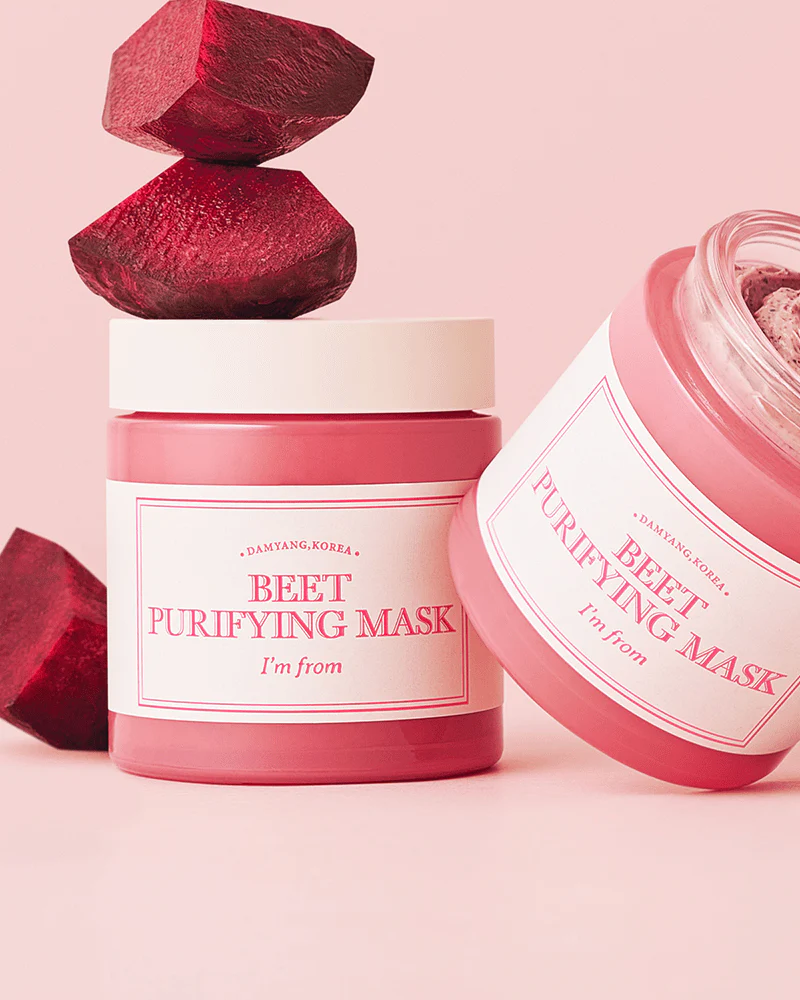 • DAMYANG,KOREA •
BEET
PURIFYING MASK
I'm from
• DAMYANG,KOREA •
BEET
PURIFYING MASK
I'm from